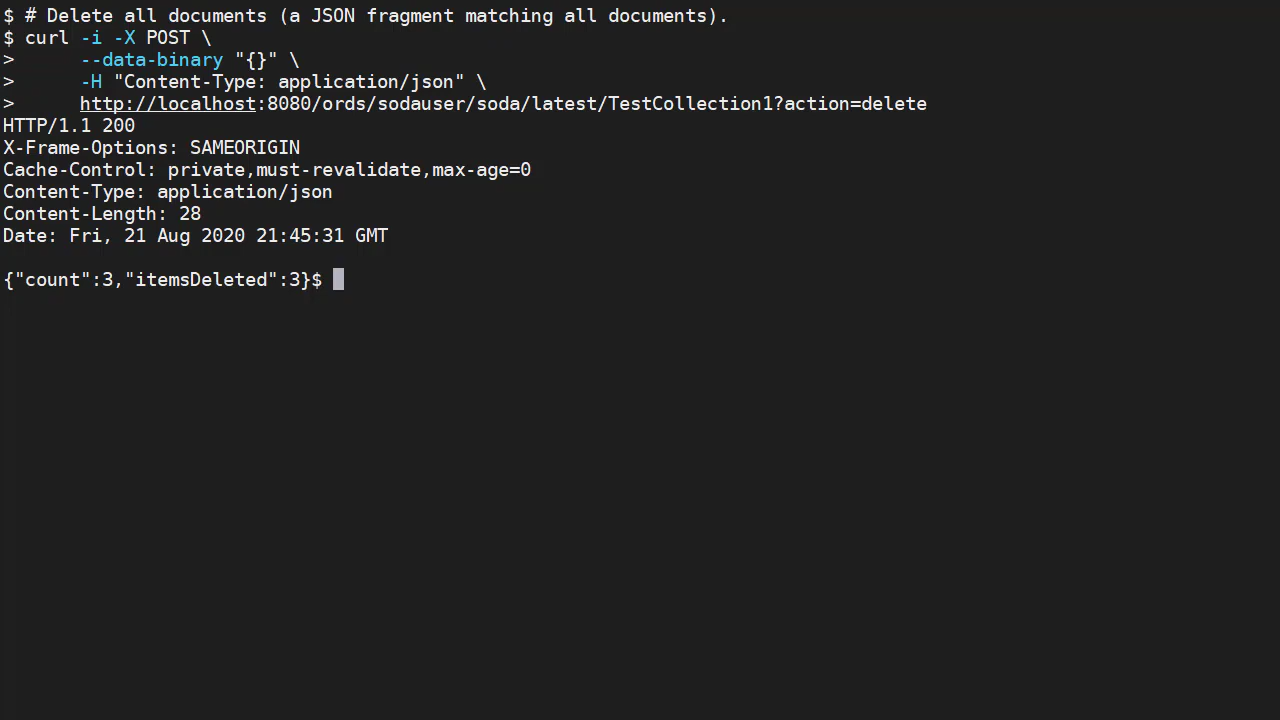 $ # Delete all documents (a JSON fragment matching all documents).
$ curl -i -X POST \
>      --data-binary "{}" \
>      -H "Content-Type: application/json" \
>      http://localhost:8080/ords/sodauser/soda/latest/TestCollection1?action=delete
HTTP/1.1 200
X-Frame-Options: SAMEORIGIN
Cache-Control: private,must-revalidate,max-age=0
Content-Type: application/json
Content-Length: 28
Date: Fri, 21 Aug 2020 21:45:31 GMT

{"count":3,"itemsDeleted":3}$